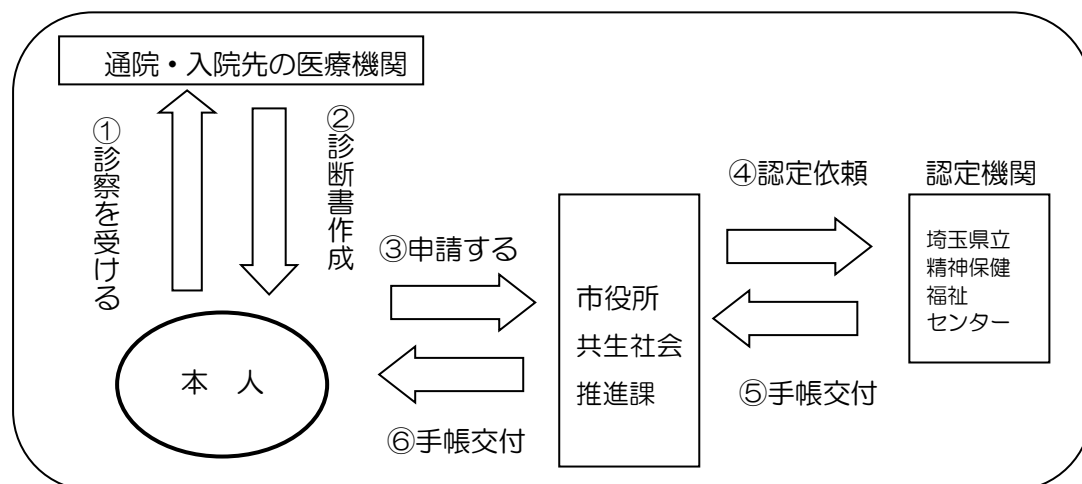 通院・入院先の医療機関
①診察を受ける
②診断書作成
③申請する
④認定依頼
認定機関
埼玉県立
精神保健
福祉
センター
市役所
共生社会
推進課
本 人
⑤手帳交付
⑥手帳交付